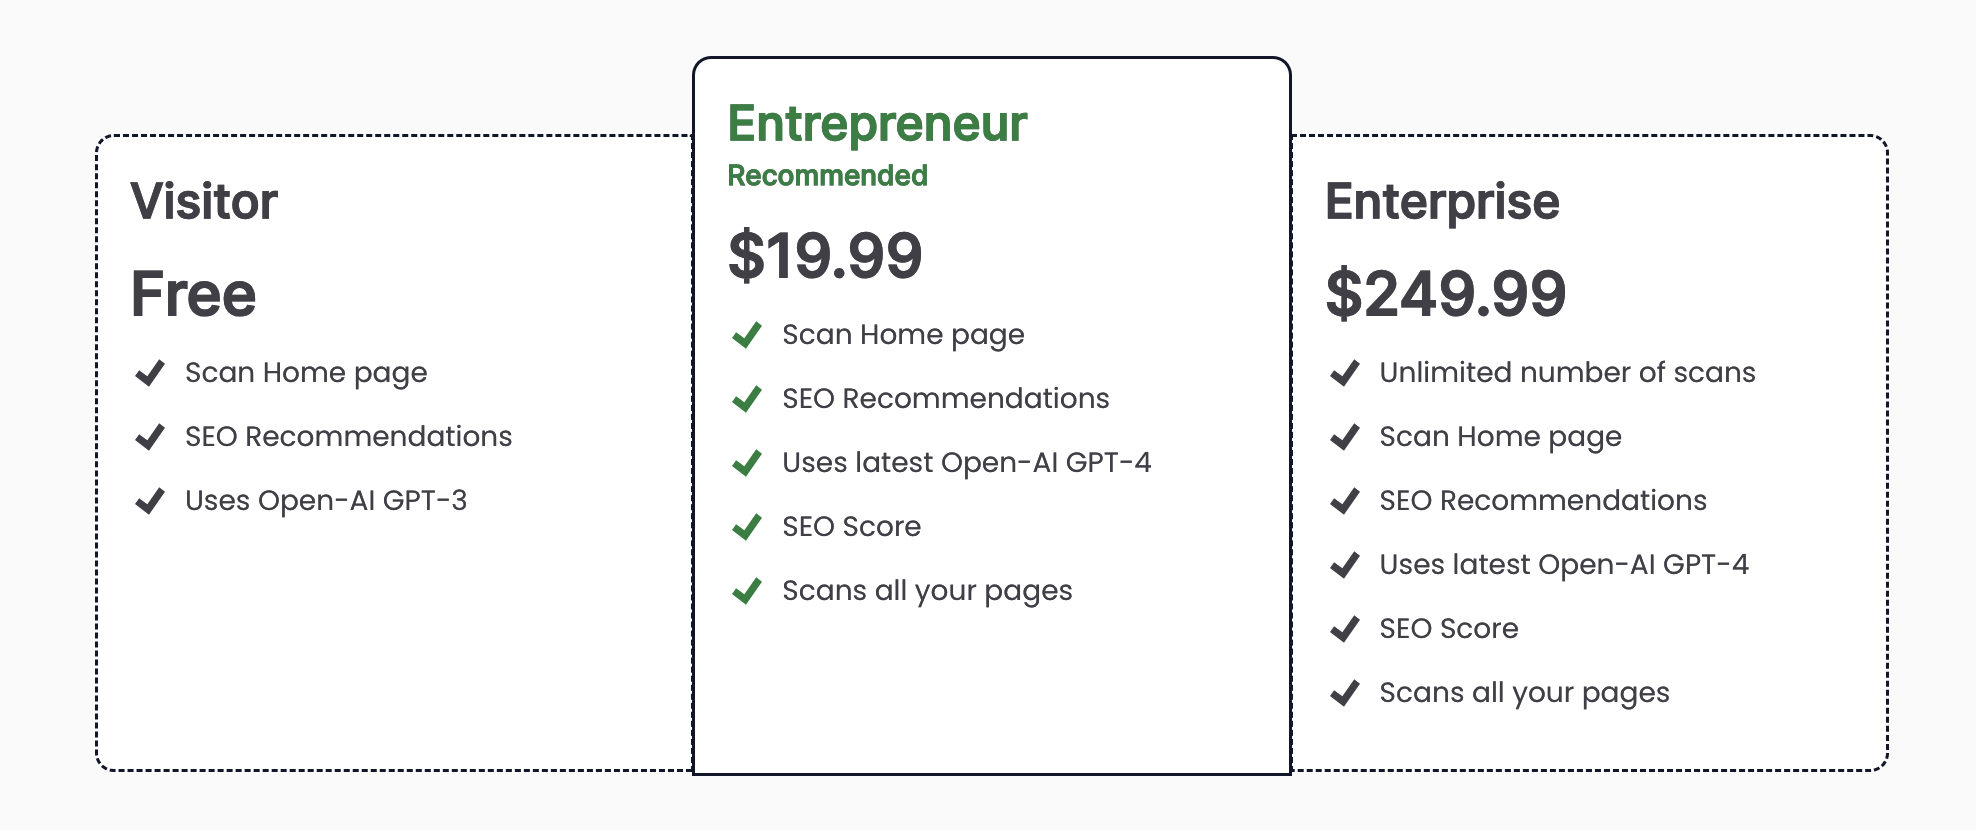 Visitor
Free
Scan Home page
SEO Recommendations
Uses Open-AI GPT-3
Entrepreneur
Recommended
$19.99
Scan Home page
SEO Recommendations
Uses latest Open-AI GPT-4
SEO Score
Scans all your pages
Enterprise
$249.99
Unlimited number of scans
Scan Home page
SEO Recommendations
Uses latest Open-AI GPT-4
SEO Score
Scans all your pages